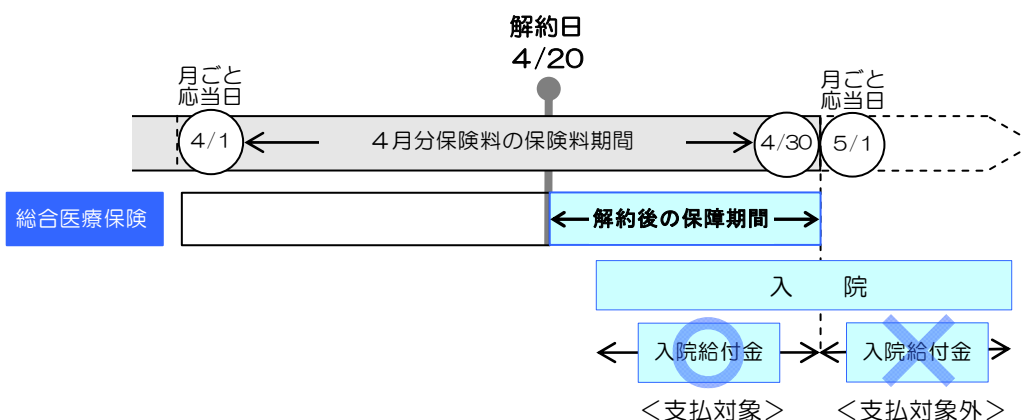 解約日
4/20
月ごと
応当日
月ごと
応当日
4/1
4月分保険料の保険料期間
4/30
5/1
総合医療保険
解約後の保障期間
入 院
入院給付金
入院給付金
＜支払対象＞
＜支払対象外＞